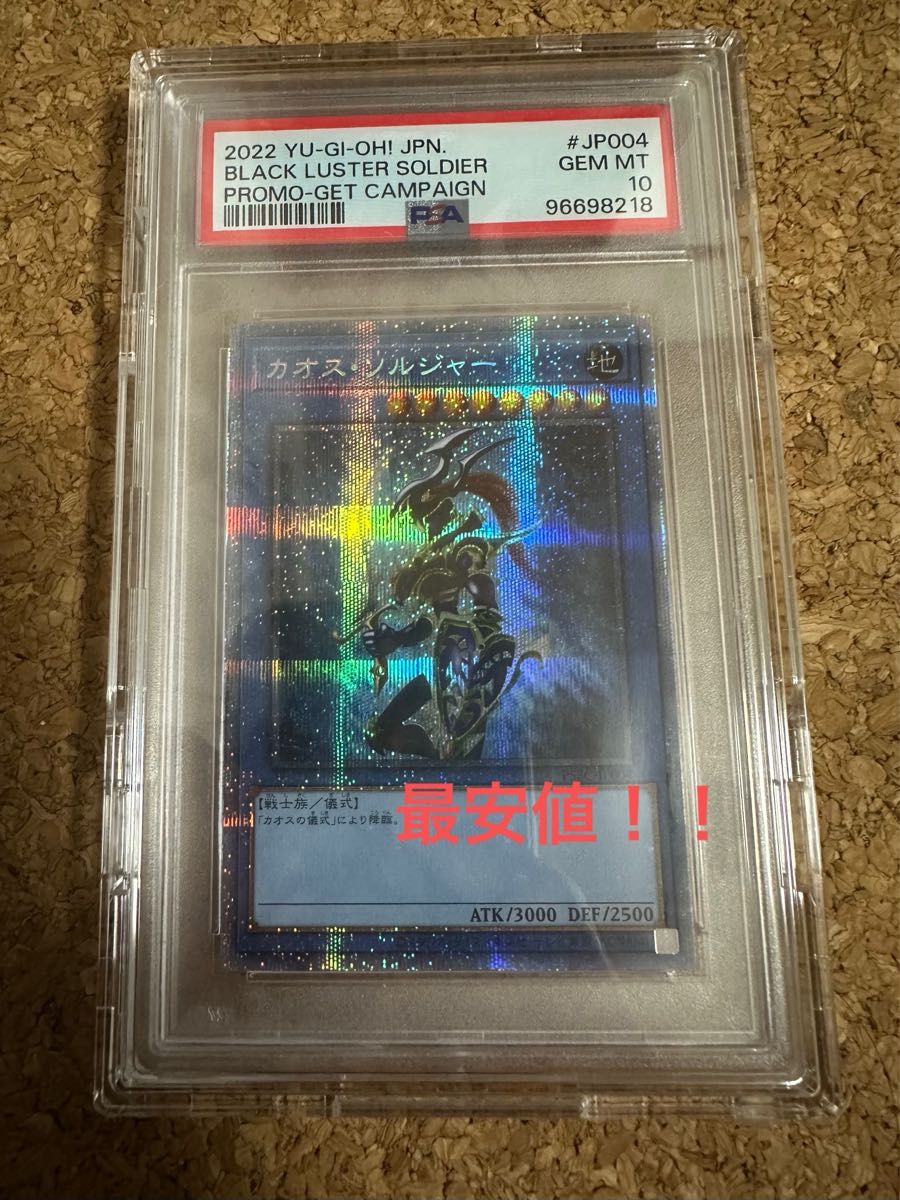 2022 YU-GI-OH! JPN. #JP004
BLACK LUSTER SOLDIER GEM MT
PROMO-GET CAMPAIGN 10
PSA 96698218
カオス・ソルジャー 地
【戦士族／儀式】
「カオスの儀式」により降臨。
最安値！！
ATK/3000 DEF/2500